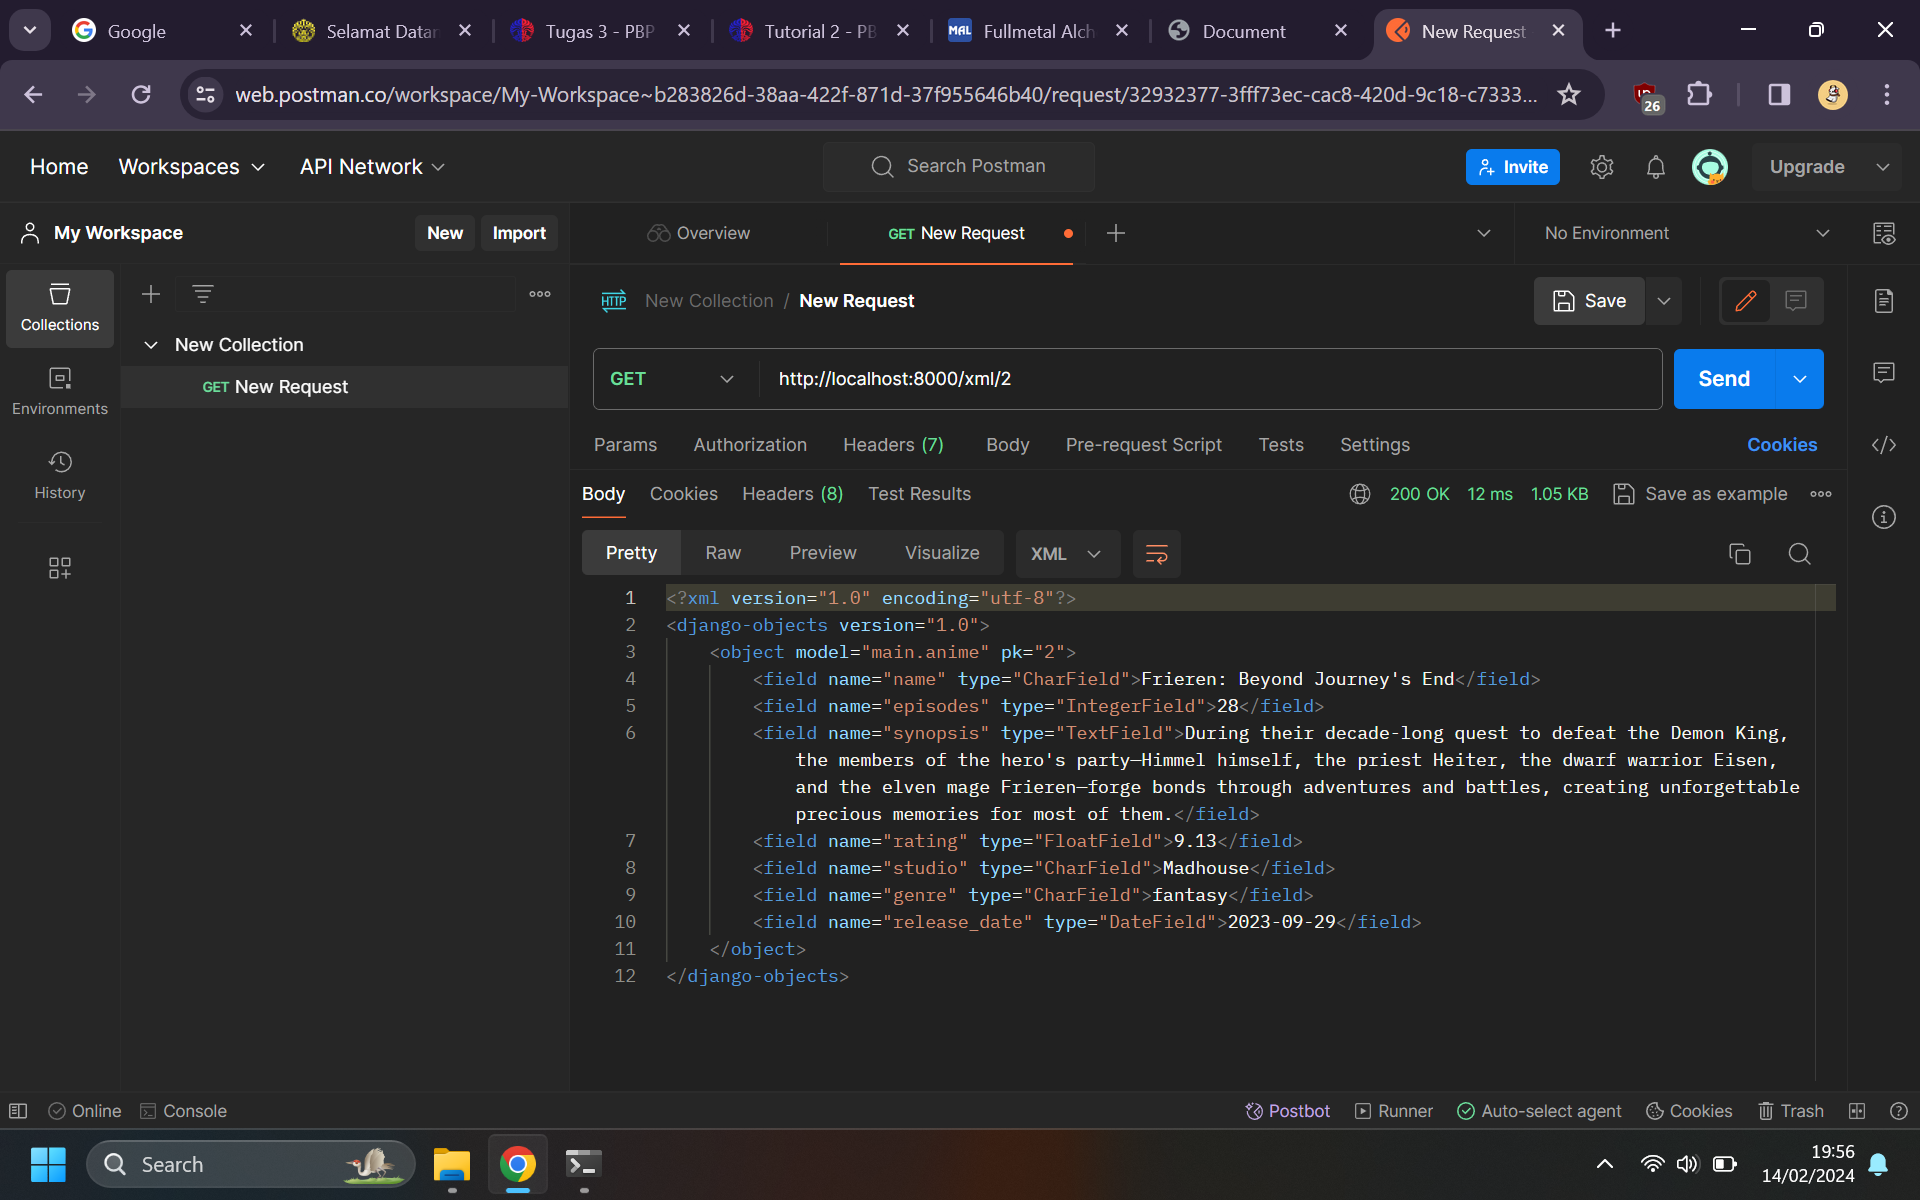 Google
Selamat Datan
Tugas 3 - PBP
Tutorial 2 - PB
MAL
Fullmetal Alch
Document
New Request
web.postman.co/workspace/My-Workspace~b283826d-38aa-422f-871d-37f955646b40/request/32932377-3fff73ec-cac8-420d-9c18-c7333...
26
Home
Workspaces
API Network
Search Postman
Invite
Upgrade
My Workspace
New
Import
Overview
GET New Request
No Environment
Collections
HTTP
New Collection / New Request
Save
New Collection
GET New Request
Environments
History
GET
http://localhost:8000/xml/2
Send
Params
Authorization
Headers (7)
Body
Pre-request Script
Tests
Settings
Cookies
Body
Cookies
Headers (8)
Test Results
200 OK
12 ms
1.05 KB
Save as example
Pretty
Raw
Preview
Visualize
XML
1 <?xml version="1.0" encoding="utf-8"?>
2 <django-objects version="1.0">
3 <object model="main.anime" pk="2">
4 <field name="name" type="CharField">Frieren: Beyond Journey's End</field>
5 <field name="episodes" type="IntegerField">28</field>
6 <field name="synopsis" type="TextField">During their decade-long quest to defeat the Demon King,
the members of the hero's party—Himmel himself, the priest Heiter, the dwarf warrior Eisen,
and the elven mage Frieren—forge bonds through adventures and battles, creating unforgettable
precious memories for most of them.</field>
7 <field name="rating" type="FloatField">9.13</field>
8 <field name="studio" type="CharField">Madhouse</field>
9 <field name="genre" type="CharField">fantasy</field>
10 <field name="release_date" type="DateField">2023-09-29</field>
11 </object>
12 </django-objects>
Online
Console
Postbot
Runner
Auto-select agent
Cookies
Trash
Search
19:56
14/02/2024